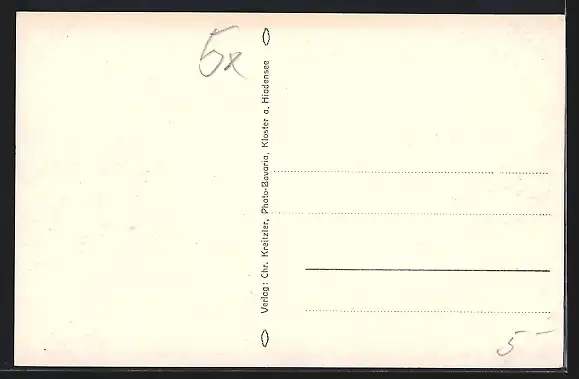 5x
Verlag: Chr. Kreitzler, Photo-Bavaria, Kloster a. Hiddensee
5 –